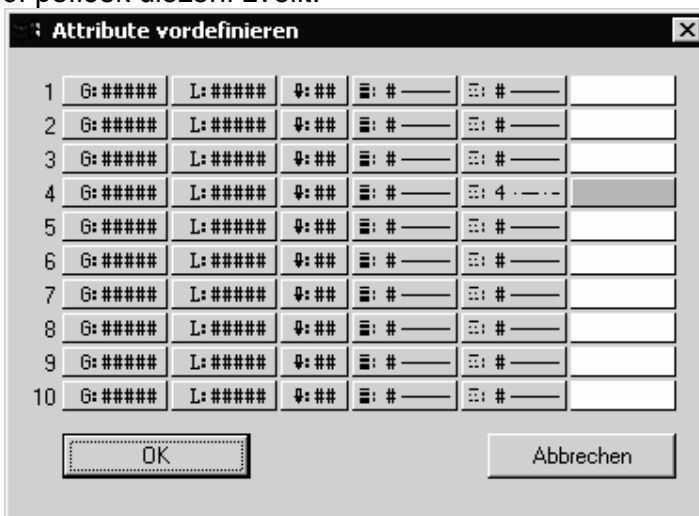 Attribute vordefinieren
1 G: ##### L: ##### : ## : # : #
2 G: ##### L: ##### : ## : # : #
3 G: ##### L: ##### : ## : # : #
4 G: ##### L: ##### : ## : # : 4
5 G: ##### L: ##### : ## : # : #
6 G: ##### L: ##### : ## : # : #
7 G: ##### L: ##### : ## : # : #
8 G: ##### L: ##### : ## : # : #
9 G: ##### L: ##### : ## : # : #
10 G: ##### L: ##### : ## : # : #
OK Abbrechen